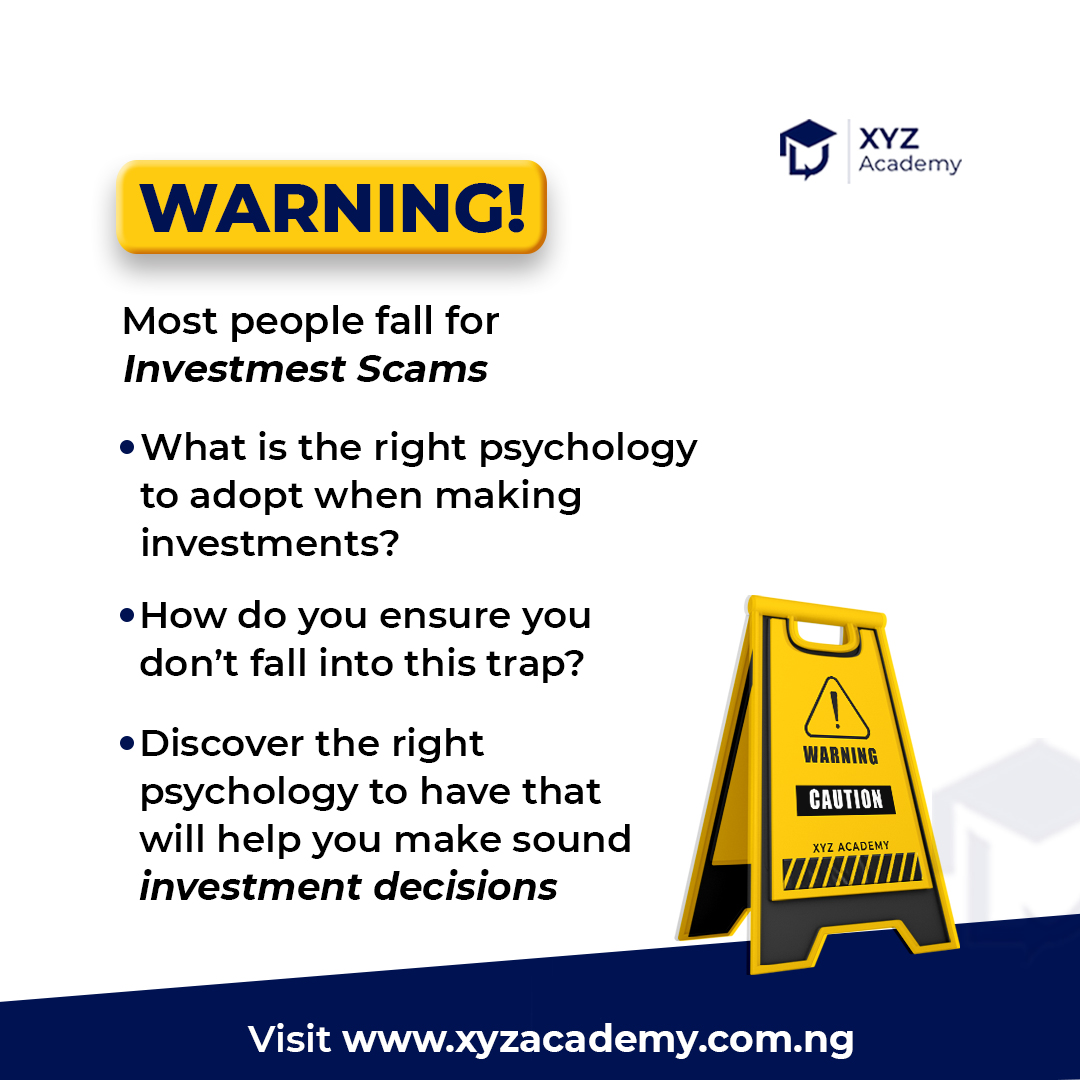 XYZ
Academy
WARNING!
Most people fall for
Investmest Scams
•What is the right psychology
to adopt when making
investments?
•How do you ensure you
don’t fall into this trap?
•Discover the right
psychology to have that
will help you make sound
investment decisions
WARNING
CAUTION
XYZ ACADEMY
Visit www.xyzacademy.com.ng